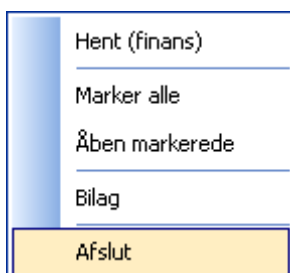 Hent (finans)
Marker alle
Åben markerede
Bilag
Afslut